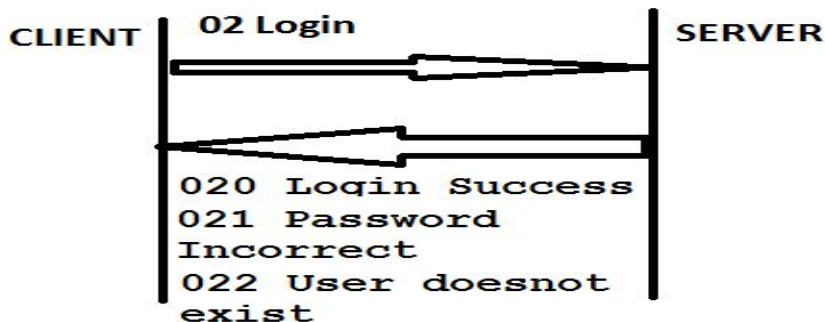 CLIENT
02 Login
SERVER
020 Login Success
021 Password
Incorrect
022 User doesnot
exist